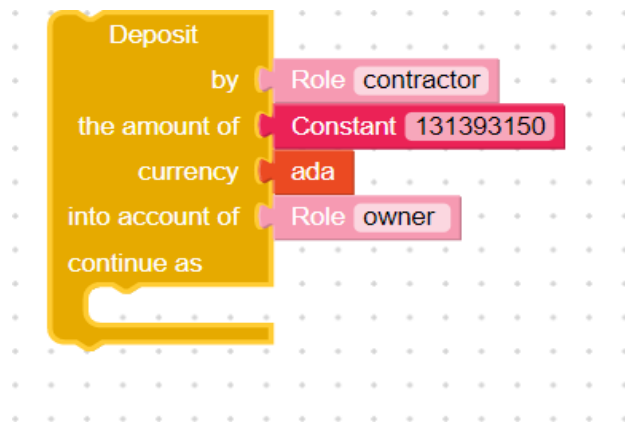 Deposit
by Role contractor
the amount of Constant 131393150
currency ada
into account of Role owner
continue as